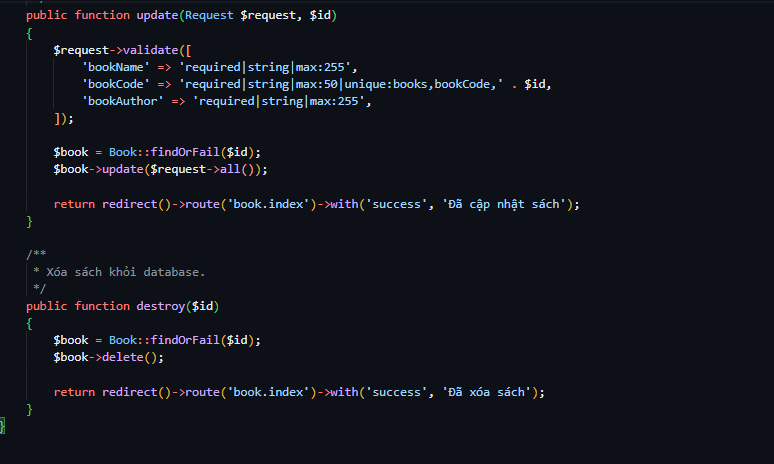 public function update(Request $request, $id)
{
$request->validate([
'bookName' => 'required|string|max:255',
'bookCode' => 'required|string|max:50|unique:books,bookCode,' . $id,
'bookAuthor' => 'required|string|max:255',
]);
$book = Book::findOrFail($id);
$book->update($request->all());
return redirect()->route('book.index')->with('success', 'Đã cập nhật sách');
}
/**
* Xóa sách khỏi database.
*/
public function destroy($id)
{
$book = Book::findOrFail($id);
$book->delete();
return redirect()->route('book.index')->with('success', 'Đã xóa sách');
}
}